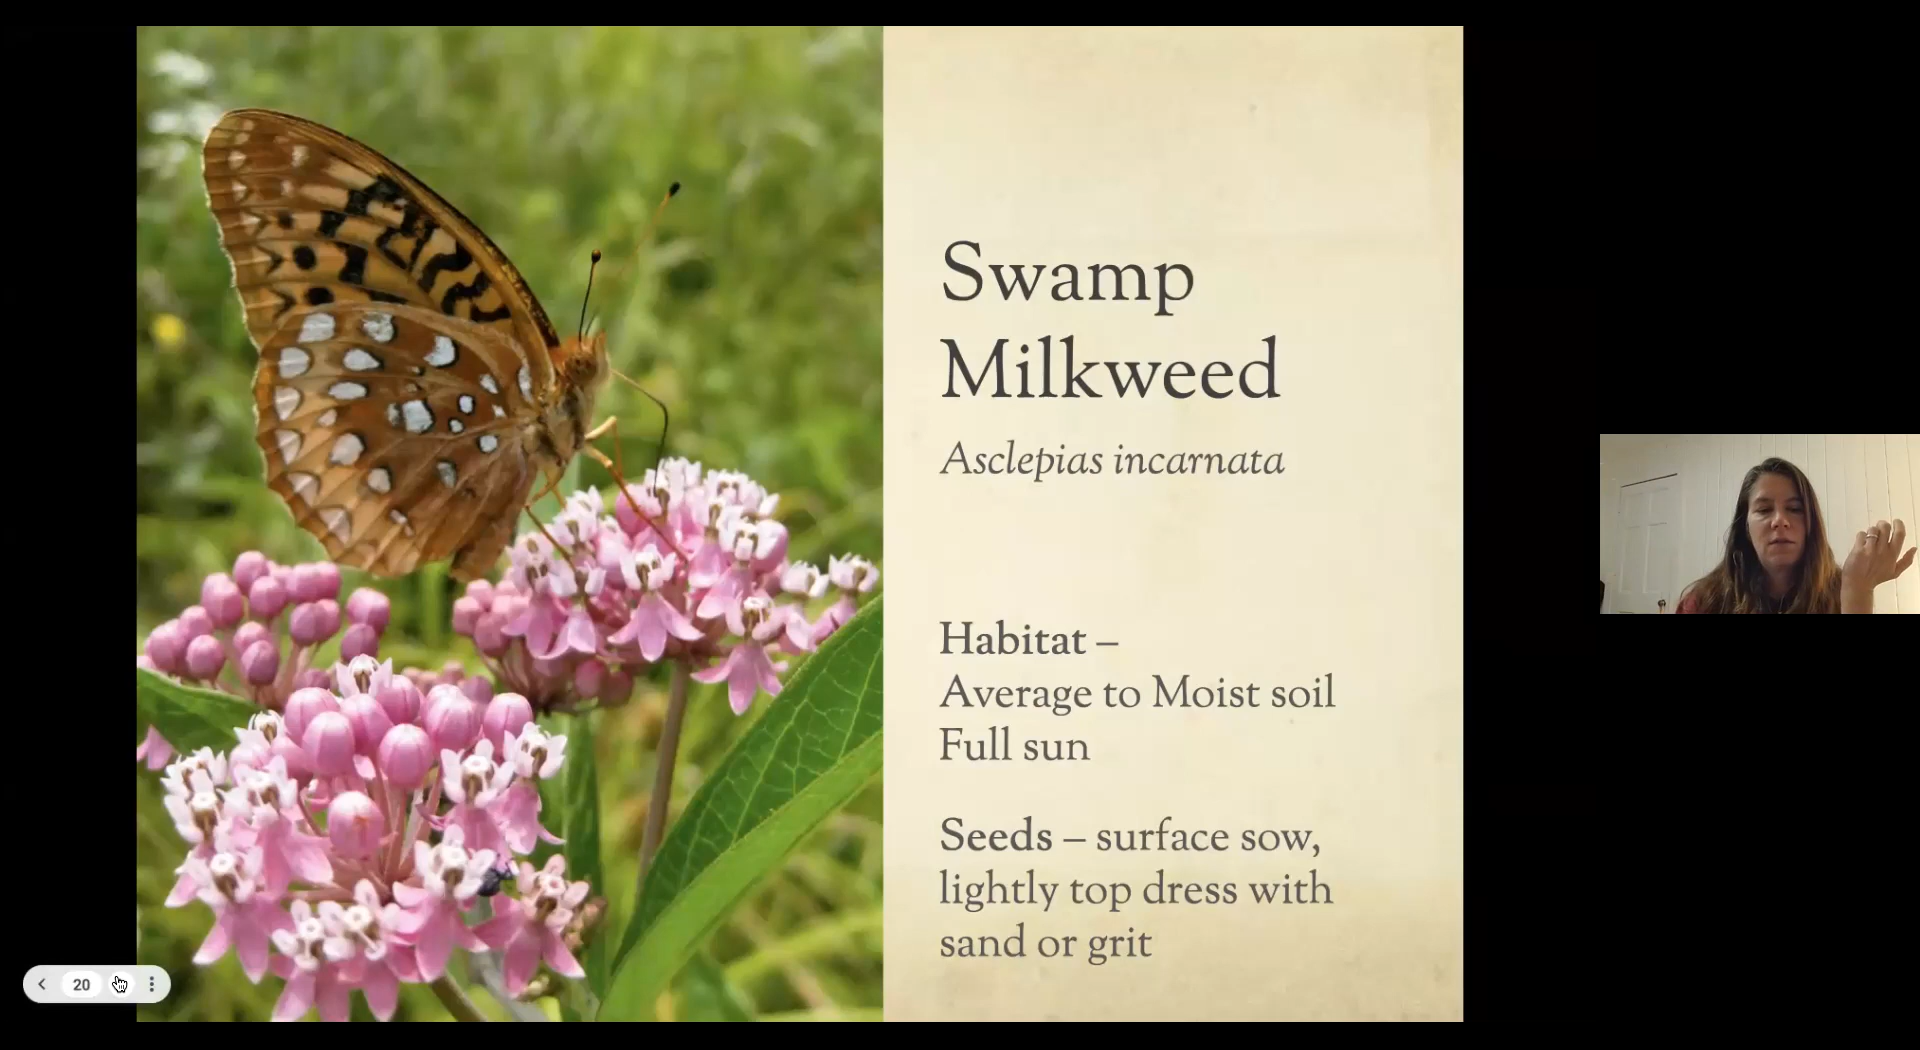 Swamp
Milkweed
Asclepias incarnata
Habitat –
Average to Moist soil
Full sun
Seeds – surface sow,
lightly top dress with
sand or grit
20